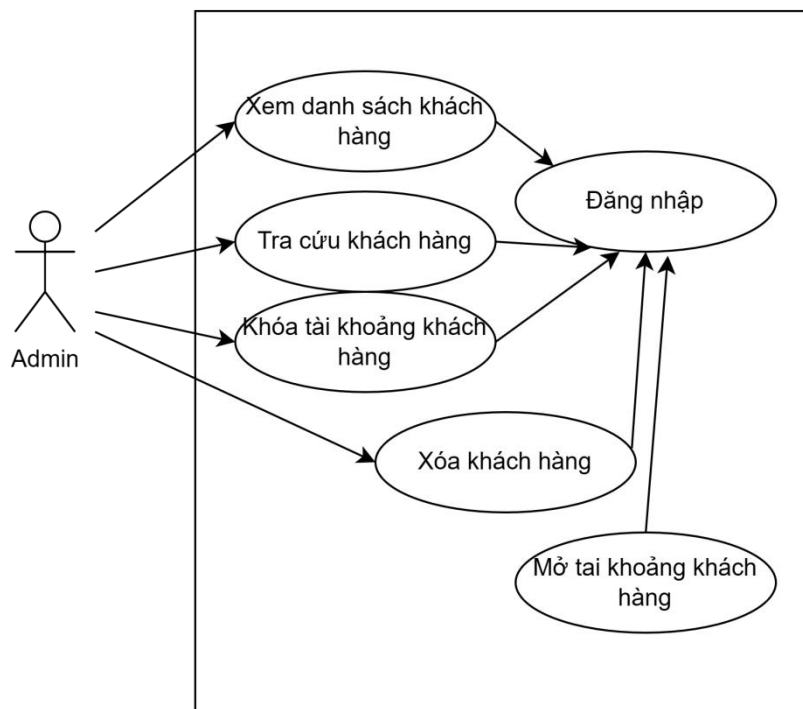 Xem danh sách khách
hàng
Đăng nhập
Tra cứu khách hàng
Khóa tài khoảng khách
hàng
Admin
Xóa khách hàng
Mở tai khoảng khách
hàng